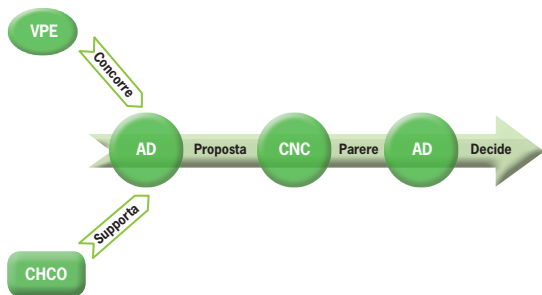 VPE
Concorre
AD Proposta CNC Parere AD Decide
Supporta
CHCO